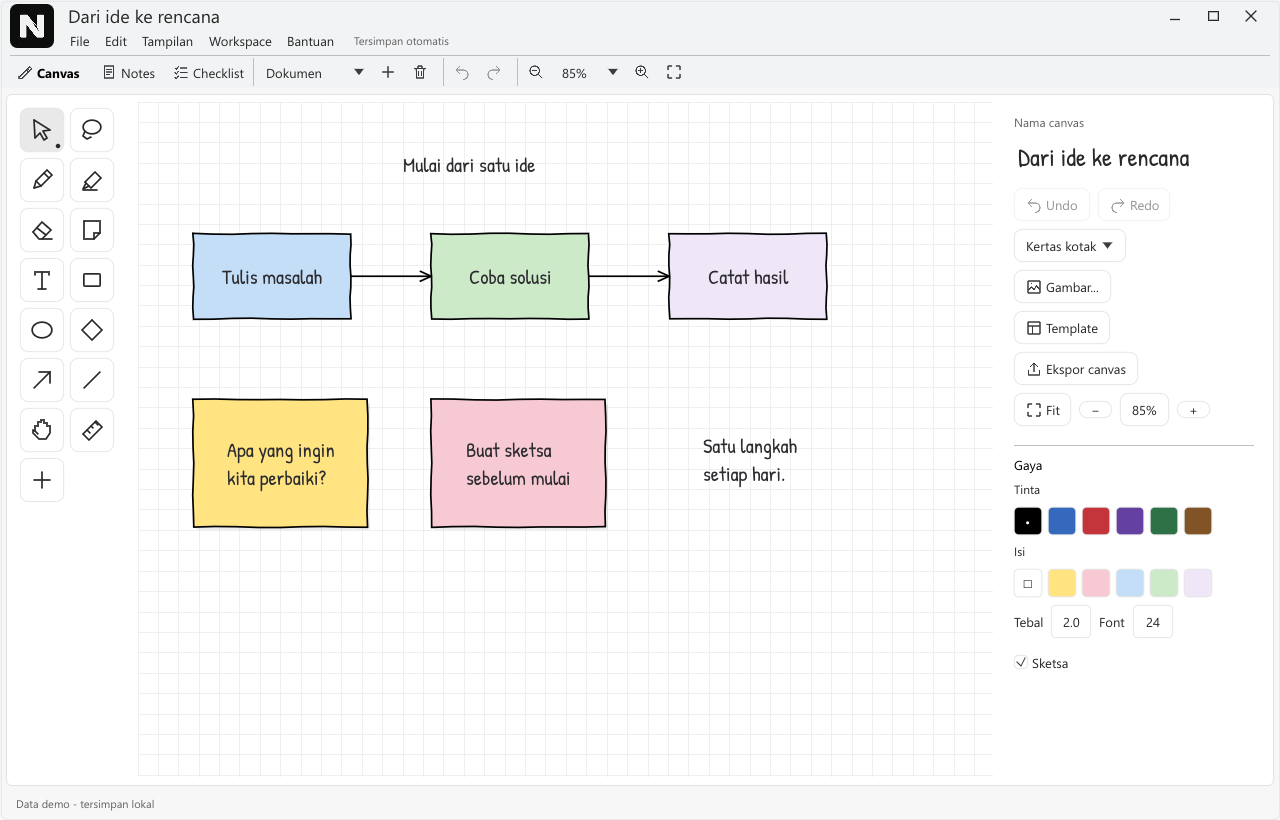 N
Dari ide ke rencana
File Edit Tampilan Workspace Bantuan Tersimpan otomatis
Canvas Notes Checklist Dokumen 85%
Mulai dari satu ide
Tulis masalah
Coba solusi
Catat hasil
Apa yang ingin
kita perbaiki?
Buat sketsa
sebelum mulai
Satu langkah
setiap hari.
Nama canvas
Dari ide ke rencana
Undo Redo
Kertas kotak
Gambar...
Template
Ekspor canvas
Fit − 85% +
Gaya
Tinta
Isi
Tebal 2.0 Font 24
Sketsa
Data demo - tersimpan lokal